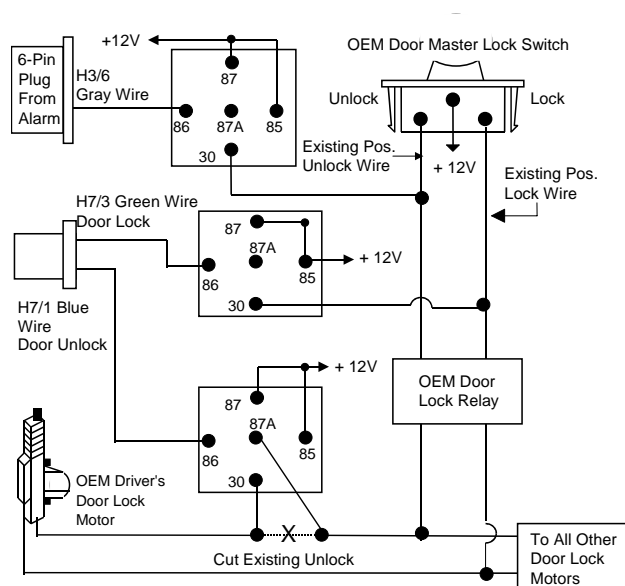 +12V
OEM Door Master Lock Switch
6-Pin
Plug
From
Alarm
H3/6
Gray Wire
87
86
87A
85
30
Unlock
Lock
Existing Pos.
Unlock Wire
+ 12V
Existing Pos.
Lock Wire
H7/3 Green Wire
Door Lock
87
87A
86
85
30
+ 12V
H7/1 Blue
Wire
Door Unlock
+ 12V
87
87A
86
85
30
OEM Door
Lock Relay
OEM Driver's
Door Lock
Motor
X
Cut Existing Unlock
To All Other
Door Lock
Motors